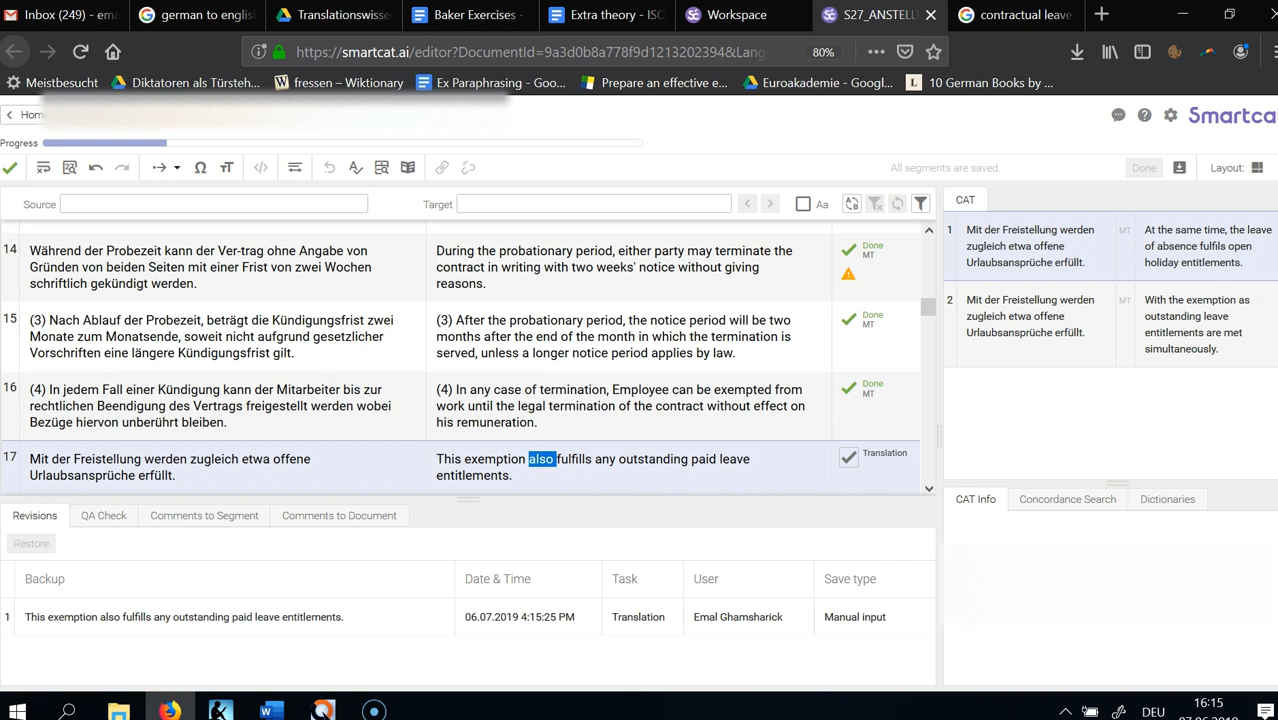 Inbox (249) - ema
german to englis
Translationswisse
Baker Exercises -
Extra theory - ISO
Workspace
S27_ANSTELL
contractual leave
https://smartcat.ai/editor?DocumentId=9a3d0b8a778f9d1213202394&Lang
80%
Meistbesucht
Diktatoren als Türsteh...
fressen – Wiktionary
Ex Paraphrasing - Goo...
Prepare an effective e...
Euroakademie - Googl...
10 German Books by ...
Home
Smartcat
Progress
All segments are saved.
Done
Layout:
Source
Target
Aa
CAT
14
Während der Probezeit kann der Ver-trag ohne Angabe von
Gründen von beiden Seiten mit einer Frist von zwei Wochen
schriftlich gekündigt werden.
During the probationary period, either party may terminate the
contract in writing with two weeks' notice without giving
reasons.
Done
MT
15
(3) Nach Ablauf der Probezeit, beträgt die Kündigungsfrist zwei
Monate zum Monatsende, soweit nicht aufgrund gesetzlicher
Vorschriften eine längere Kündigungsfrist gilt.
(3) After the probationary period, the notice period will be two
months after the end of the month in which the termination is
served, unless a longer notice period applies by law.
Done
MT
16
(4) In jedem Fall einer Kündigung kann der Mitarbeiter bis zur
rechtlichen Beendigung des Vertrags freigestellt werden wobei
Bezüge hiervon unberührt bleiben.
(4) In any case of termination, Employee can be exempted from
work until the legal termination of the contract without effect on
his remuneration.
Done
MT
17
Mit der Freistellung werden zugleich etwa offene
Urlaubsansprüche erfüllt.
This exemption also fulfills any outstanding paid leave
entitlements.
Translation
1
Mit der Freistellung werden
zugleich etwa offene
Urlaubsansprüche erfüllt.
MT
At the same time, the leave
of absence fulfils open
holiday entitlements.
2
Mit der Freistellung werden
zugleich etwa offene
Urlaubsansprüche erfüllt.
MT
With the exemption as
outstanding leave
entitlements are met
simultaneously.
Revisions
QA Check
Comments to Segment
Comments to Document
CAT Info
Concordance Search
Dictionaries
Restore
Backup
Date & Time
Task
User
Save type
1
This exemption also fulfills any outstanding paid leave entitlements.
06.07.2019 4:15:25 PM
Translation
Emal Ghamsharick
Manual input
DEU
16:15